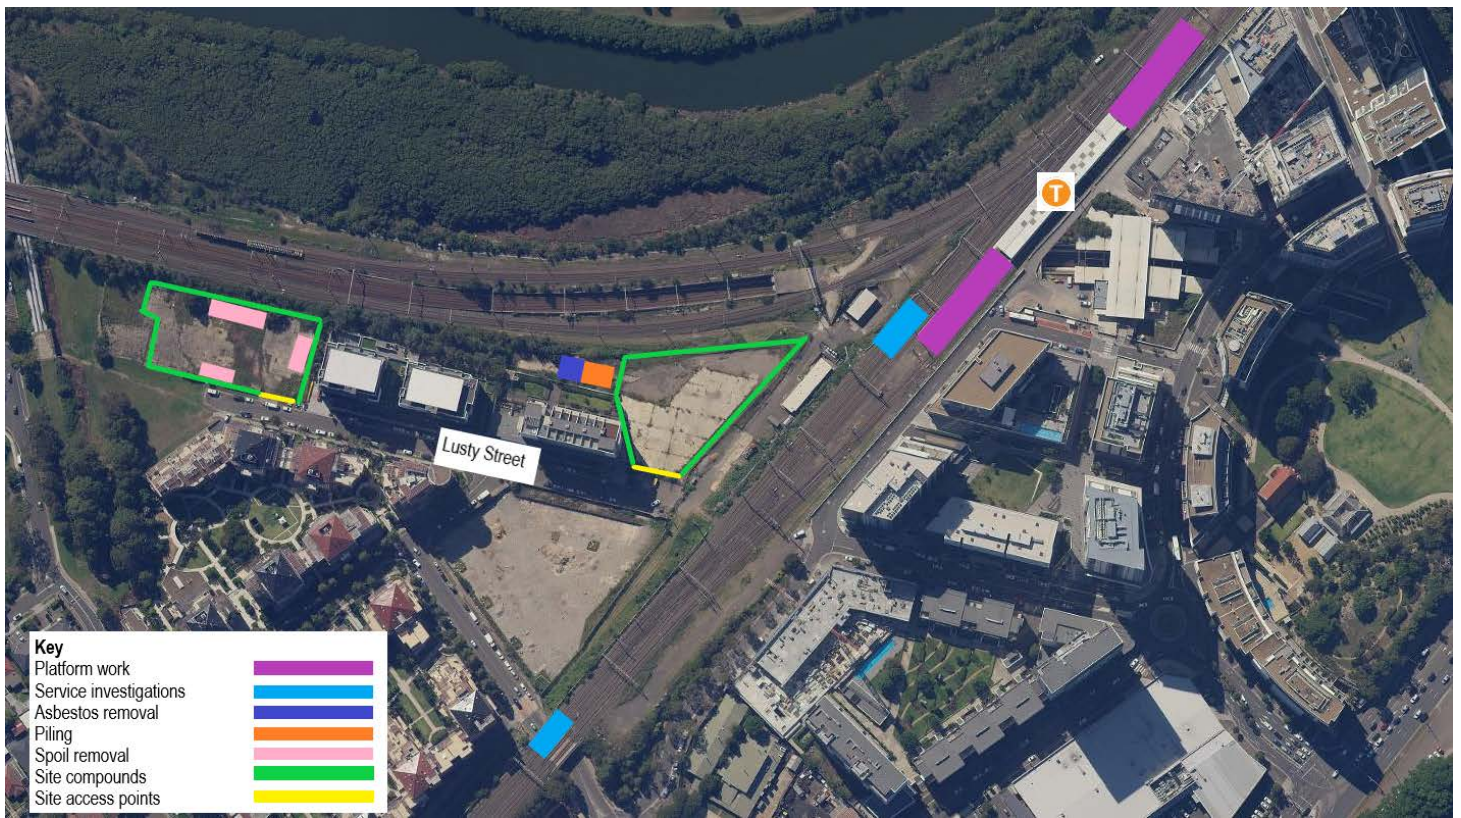 T
Lusty Street
Key
Platform work
Service investigations
Asbestos removal
Piling
Spoil removal
Site compounds
Site access points